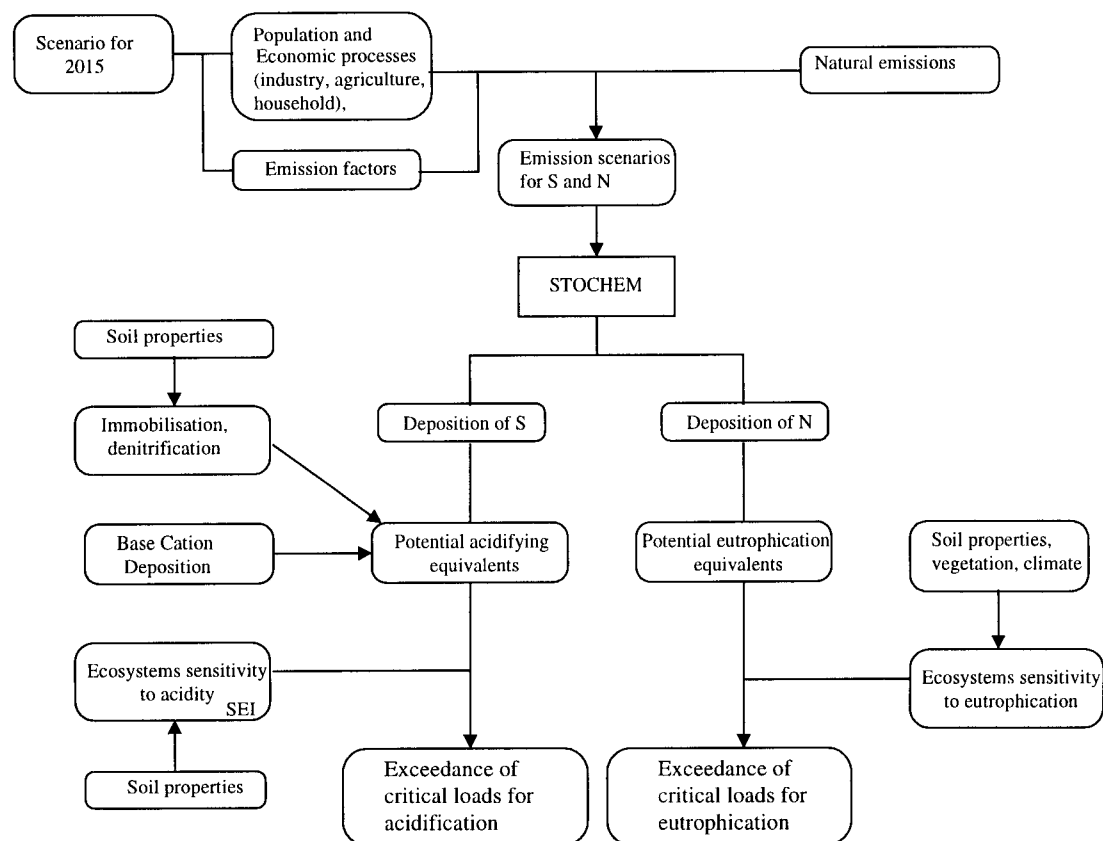 Scenario for
2015
Population and
Economic processes
(industry, agriculture,
household),
Natural emissions
Emission factors
Emission scenarios
for S and N
STOCHEM
Soil properties
Immobilisation,
denitrification
Deposition of S
Deposition of N
Base Cation
Deposition
Potential acidifying
equivalents
Potential eutrophication
equivalents
Soil properties,
vegetation, climate
Ecosystems sensitivity
to acidity
SEI
Ecosystems sensitivity
to eutrophication
Soil properties
Exceedance of
critical loads for
acidification
Exceedance of
critical loads for
eutrophication